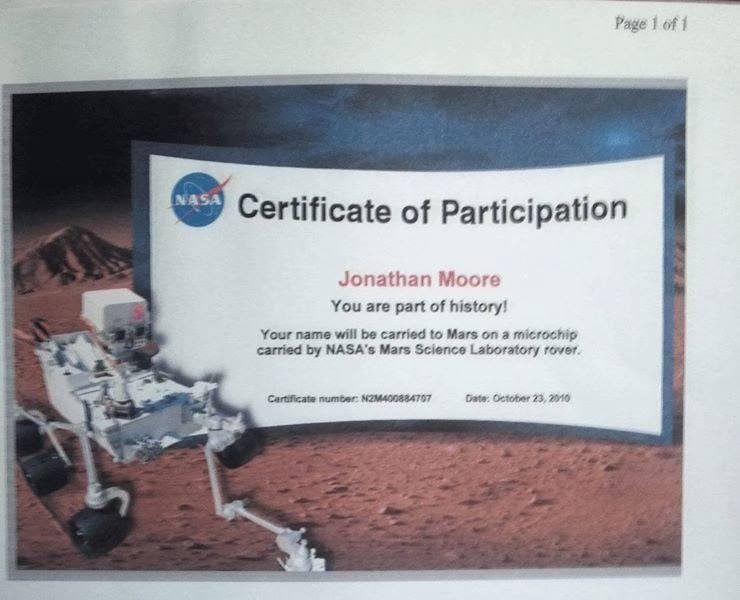 Page 1 of 1
NASA
Certificate of Participation
Jonathan Moore
You are part of history!
Your name will be carried to Mars on a microchip
carried by NASA's Mars Science Laboratory rover.
Certificate number: N2M400884707 Date: October 23, 2010